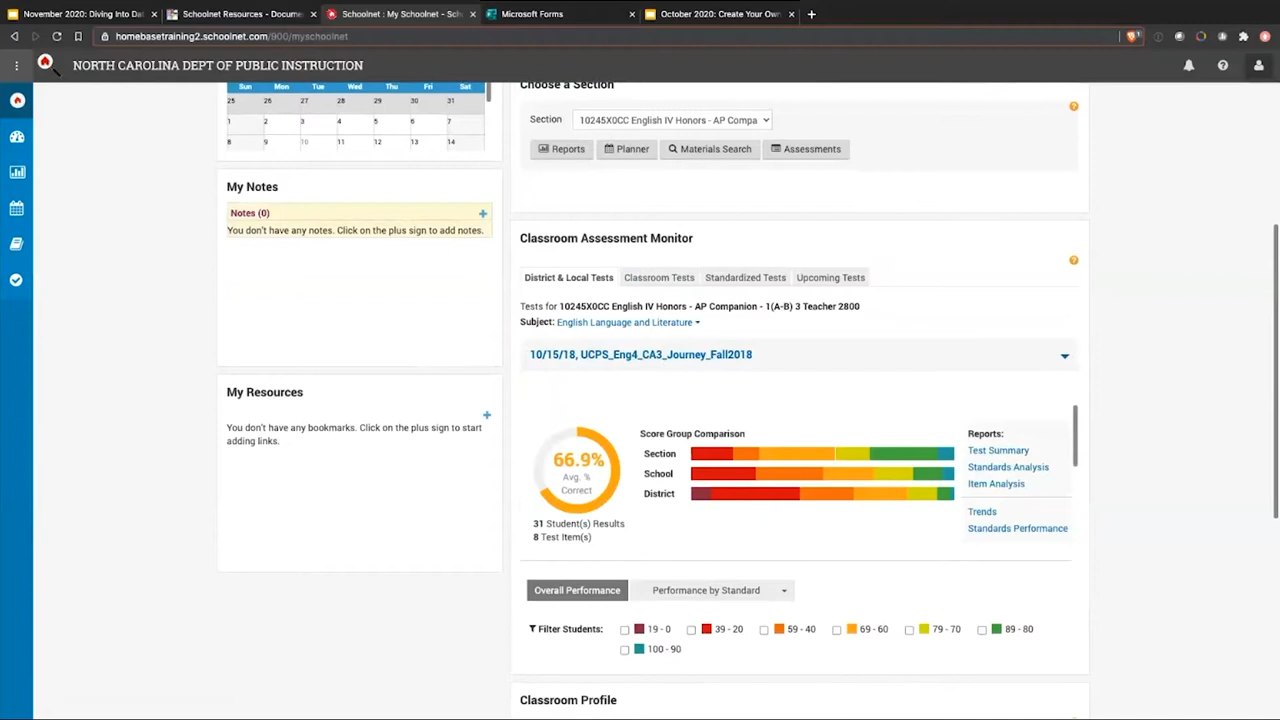 November 2020: Diving Into Dat
Schoolnet Resources - Docume
Schoolnet : My Schoolnet - Sc
Microsoft Forms
October 2020: Create Your Own
homebasetraining2.schoolnet.com/900/myschoolnet
NORTH CAROLINA DEPT OF PUBLIC INSTRUCTION
Sun Mon Tue Wed Thu Fri Sat
25 26 27 28 29 30 31
1 2 3 4 5 6 7
8 9 10 11 12 13 14
My Notes
Notes (0)
You don't have any notes. Click on the plus sign to add notes.
My Resources
You don't have any bookmarks. Click on the plus sign to start
adding links.
Choose a Section
Section 10245X0CC English IV Honors - AP Compa
Reports Planner Materials Search Assessments
Classroom Assessment Monitor
District & Local Tests Classroom Tests Standardized Tests Upcoming Tests
Tests for 10245X0CC English IV Honors - AP Companion - 1(A-B) 3 Teacher 2800
Subject: English Language and Literature
10/15/18, UCPS_Eng4_CA3_Journey_Fall2018
66.9%
Avg. %
Correct
31 Student(s) Results
8 Test Item(s)
Score Group Comparison
Section
School
District
Reports:
Test Summary
Standards Analysis
Item Analysis
Trends
Standards Performance
Overall Performance Performance by Standard
Filter Students: 19 - 0 39 - 20 59 - 40 69 - 60 79 - 70 89 - 80
100 - 90
Classroom Profile